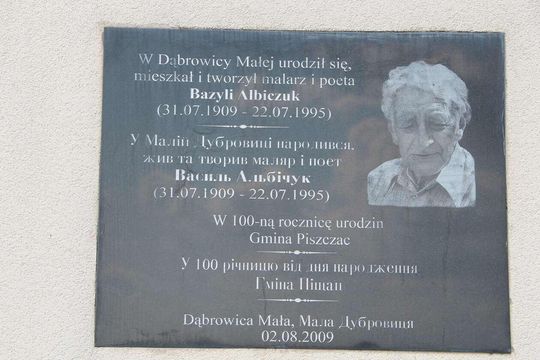 W Dąbrowicy Małej urodził się,
mieszkał i tworzył malarz i poeta
Bazyli Albiczuk
(31.07.1909 - 22.07.1995)
У Малій Дубровиці народився,
жив та творив маляр і поет
Василь Альбічук
(31.07.1909 - 22.07.1995)
W 100-ną rocznicę urodzin
Gmina Piszczac
У 100 річницю від дня народження
Гміна Піщац
Dąbrowica Mała, Мала Дубровиця
02.08.2009